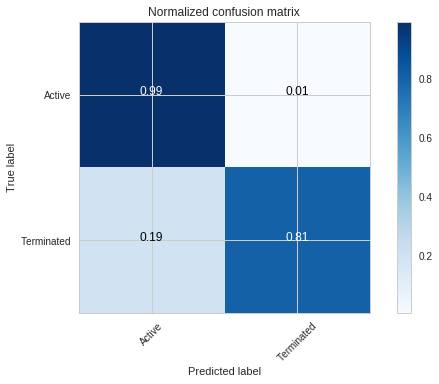 Normalized confusion matrix
True label
Active
0.99
0.01
Terminated
0.19
0.81
Active
Terminated
Predicted label
0.8
0.6
0.4
0.2